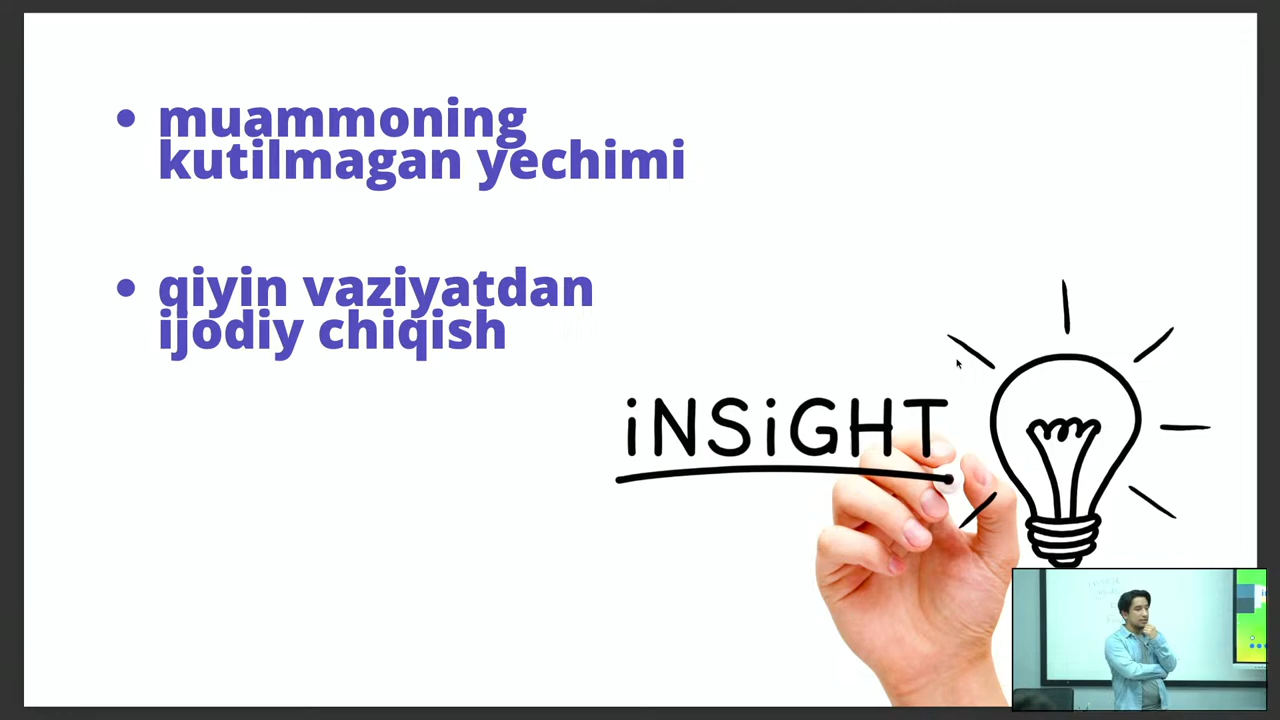 • muammoning
kutilmagan yechimi
• qiyin vaziyatdan
ijodiy chiqish
iNSiGHT